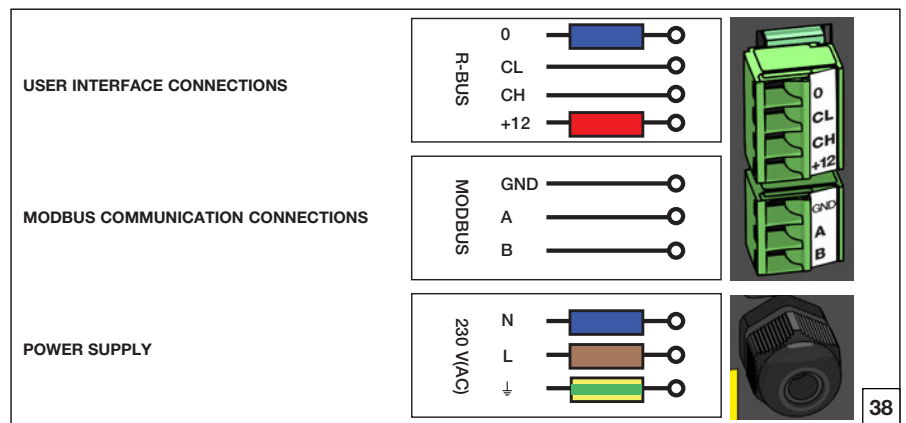 USER INTERFACE CONNECTIONS
R-BUS
0
CL
CH
+12
0
CL
CH
+12
MODBUS COMMUNICATION CONNECTIONS
MODBUS
GND
A
B
GND
A
B
POWER SUPPLY
230 V(AC)
N
L
⏚
38